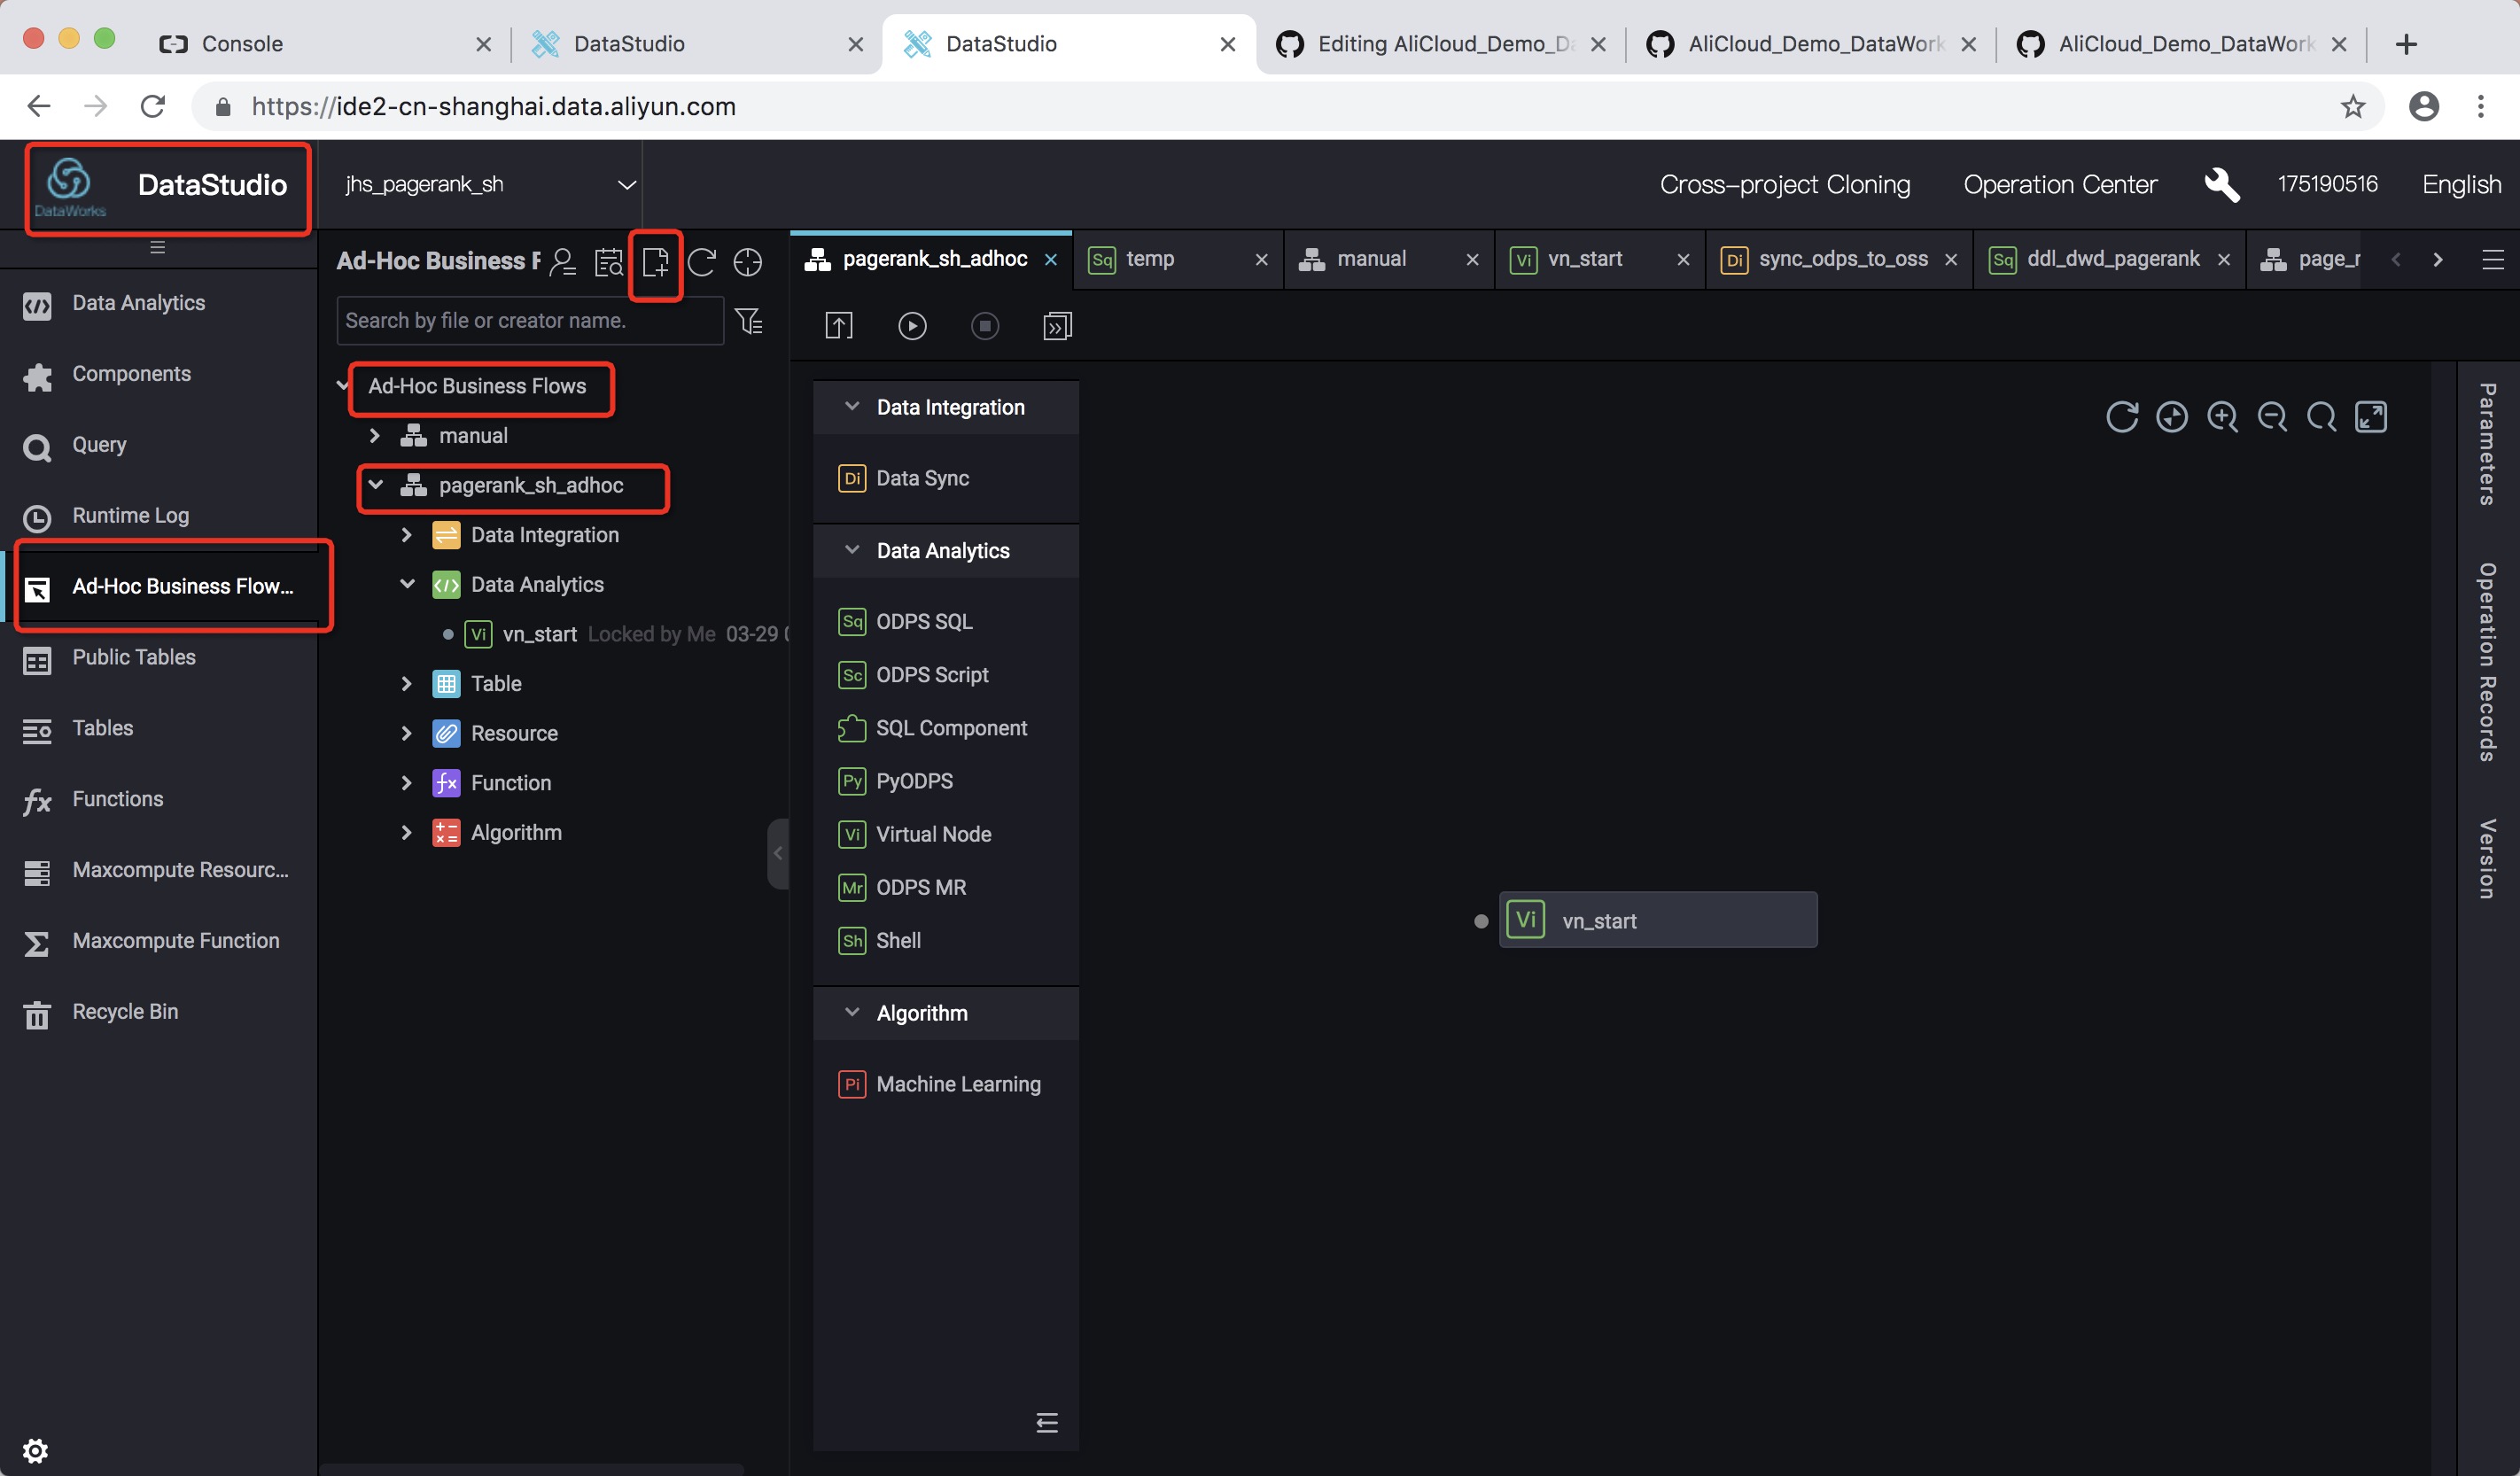 Console
DataStudio
DataStudio
Editing AliCloud_Demo_Da
AliCloud_Demo_DataWork
AliCloud_Demo_DataWork
https://ide2-cn-shanghai.data.aliyun.com
DataWorks
DataStudio
jhs_pagerank_sh
Cross-project Cloning
Operation Center
175190516
English
Data Analytics
Components
Query
Runtime Log
Ad-Hoc Business Flow...
Public Tables
Tables
Functions
Maxcompute Resourc...
Maxcompute Function
Recycle Bin
Ad-Hoc Business F
Search by file or creator name.
Ad-Hoc Business Flows
manual
pagerank_sh_adhoc
Data Integration
Data Analytics
Vi vn_start Locked by Me 03-29
Table
Resource
fx Function
Algorithm
pagerank_sh_adhoc
Sq temp
manual
Vi vn_start
Di sync_odps_to_oss
Sq ddl_dwd_pagerank
page_r
Data Integration
Di Data Sync
Data Analytics
Sq ODPS SQL
Sc ODPS Script
SQL Component
Py PyODPS
Vi Virtual Node
Mr ODPS MR
Sh Shell
Algorithm
Pi Machine Learning
Vi vn_start
Parameters
Operation Records
Version